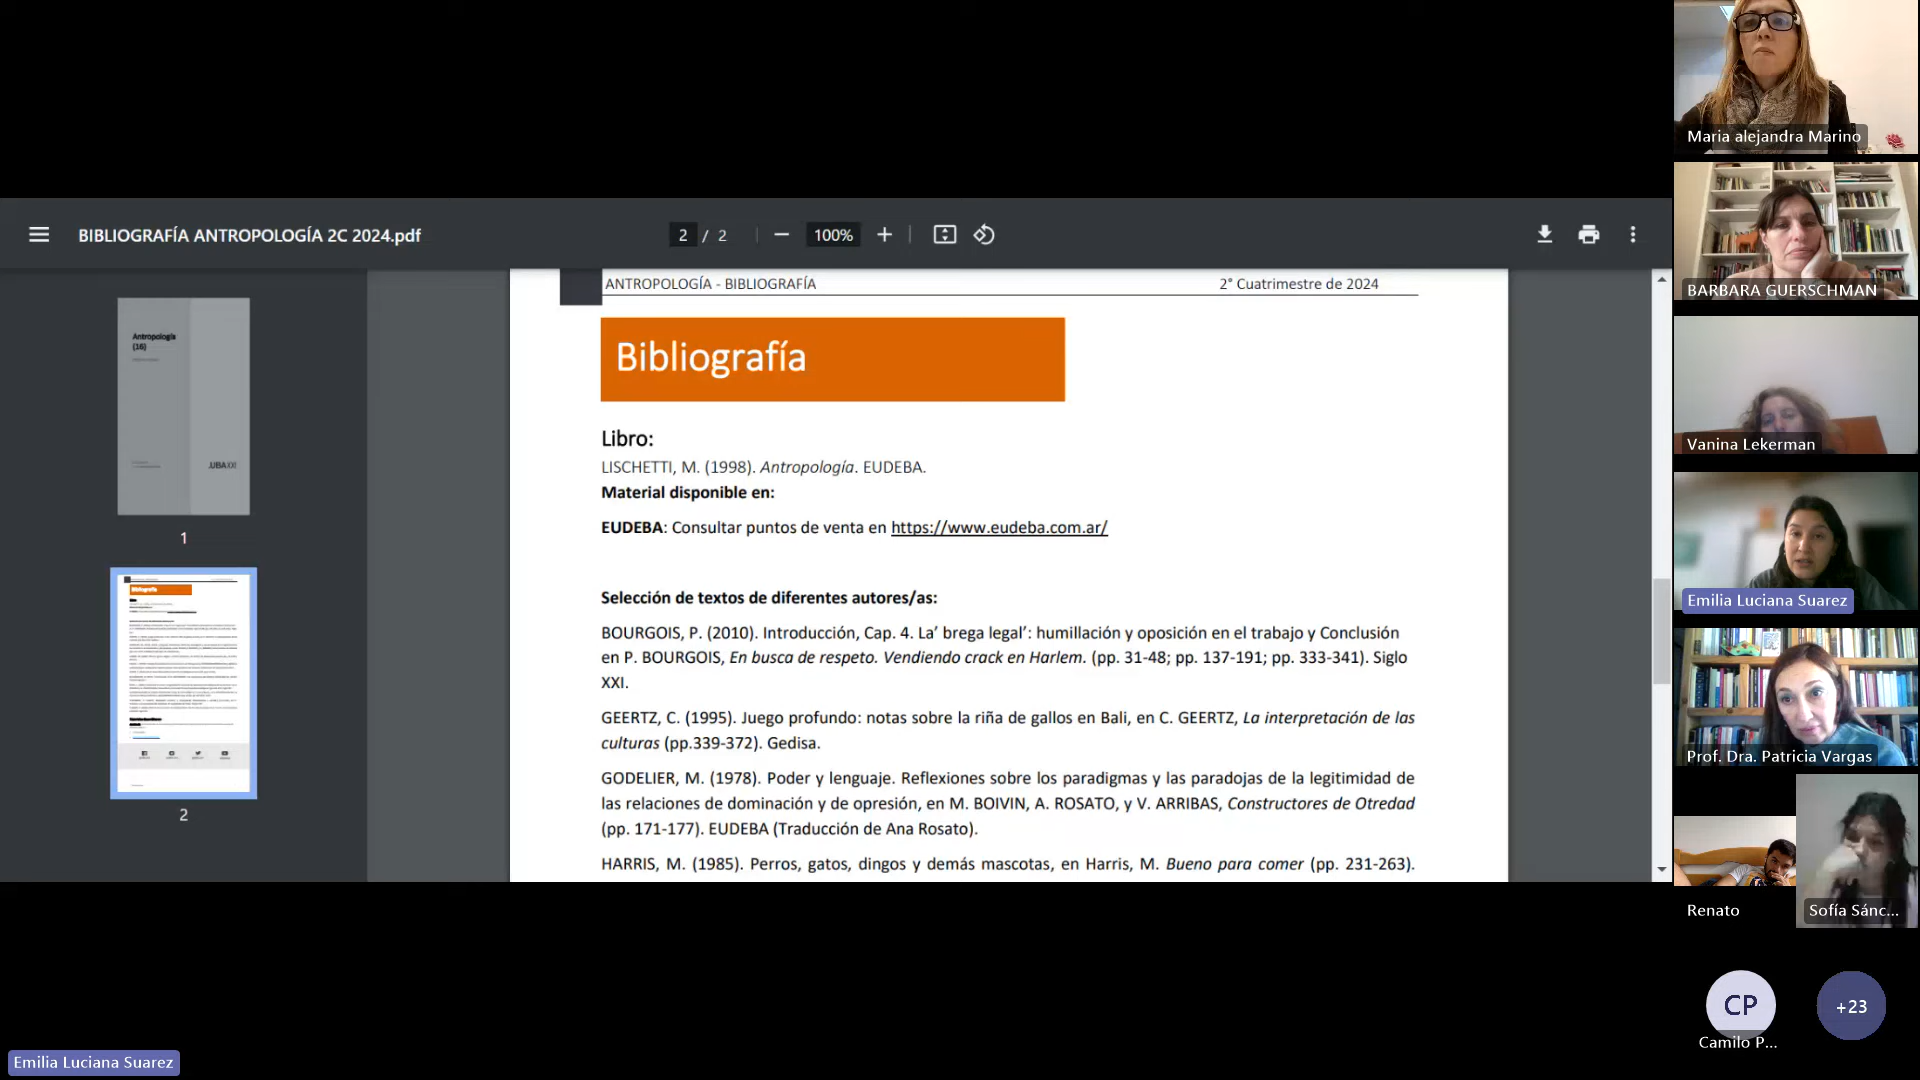 BIBLIOGRAFÍA ANTROPOLOGÍA 2C 2024.pdf
2 / 2
100%
Antropología
(16)
.UBAXXI
1
Bibliografía
2
ANTROPOLOGÍA - BIBLIOGRAFÍA
2° Cuatrimestre de 2024
Bibliografía
Libro:
LISCHETTI, M. (1998). Antropología. EUDEBA.
Material disponible en:
EUDEBA: Consultar puntos de venta en https://www.eudeba.com.ar/
Selección de textos de diferentes autores/as:
BOURGOIS, P. (2010). Introducción, Cap. 4. La’ brega legal’: humillación y oposición en el trabajo y Conclusión
en P. BOURGOIS, En busca de respeto. Vendiendo crack en Harlem. (pp. 31-48; pp. 137-191; pp. 333-341). Siglo
XXI.
GEERTZ, C. (1995). Juego profundo: notas sobre la riña de gallos en Bali, en C. GEERTZ, La interpretación de las
culturas (pp.339-372). Gedisa.
GODELIER, M. (1978). Poder y lenguaje. Reflexiones sobre los paradigmas y las paradojas de la legitimidad de
las relaciones de dominación y de opresión, en M. BOIVIN, A. ROSATO, y V. ARRIBAS, Constructores de Otredad
(pp. 171-177). EUDEBA (Traducción de Ana Rosato).
HARRIS, M. (1985). Perros, gatos, dingos y demás mascotas, en Harris, M. Bueno para comer (pp. 231-263).
Maria alejandra Marino
BARBARA GUERSCHMAN
Vanina Lekerman
Emilia Luciana Suarez
Prof. Dra. Patricia Vargas
Renato
Sofía Sánc...
CP
Camilo P...
+23
Emilia Luciana Suarez